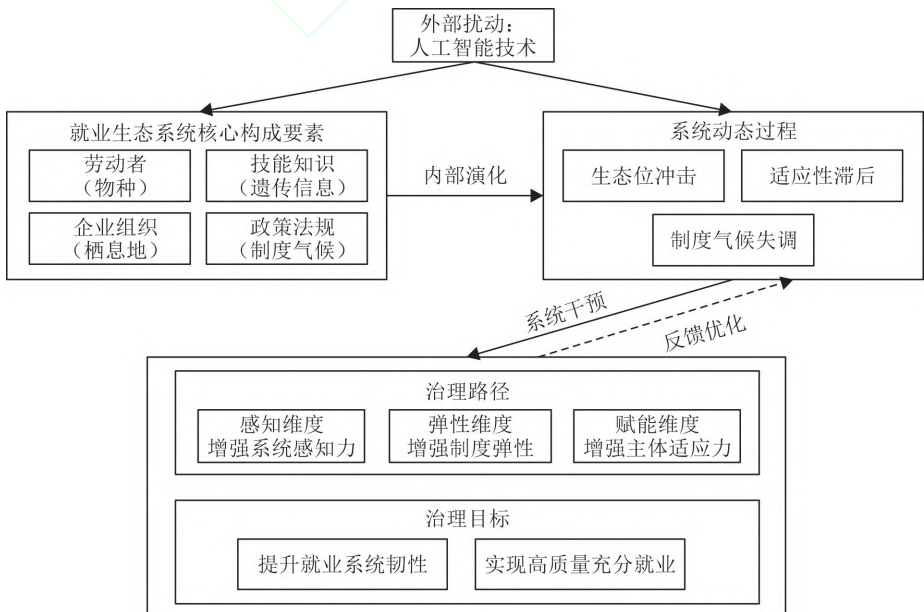 外部扰动：
人工智能技术
就业生态系统核心构成要素
劳动者
（物种）
技能知识
（遗传信息）
企业组织
（栖息地）
政策法规
（制度气候）
内部演化
系统动态过程
生态位冲击
适应性滞后
制度气候失调
系统干预
反馈优化
治理路径
感知维度
增强系统感知力
弹性维度
增强制度弹性
赋能维度
增强主体适应力
治理目标
提升就业系统韧性
实现高质量充分就业